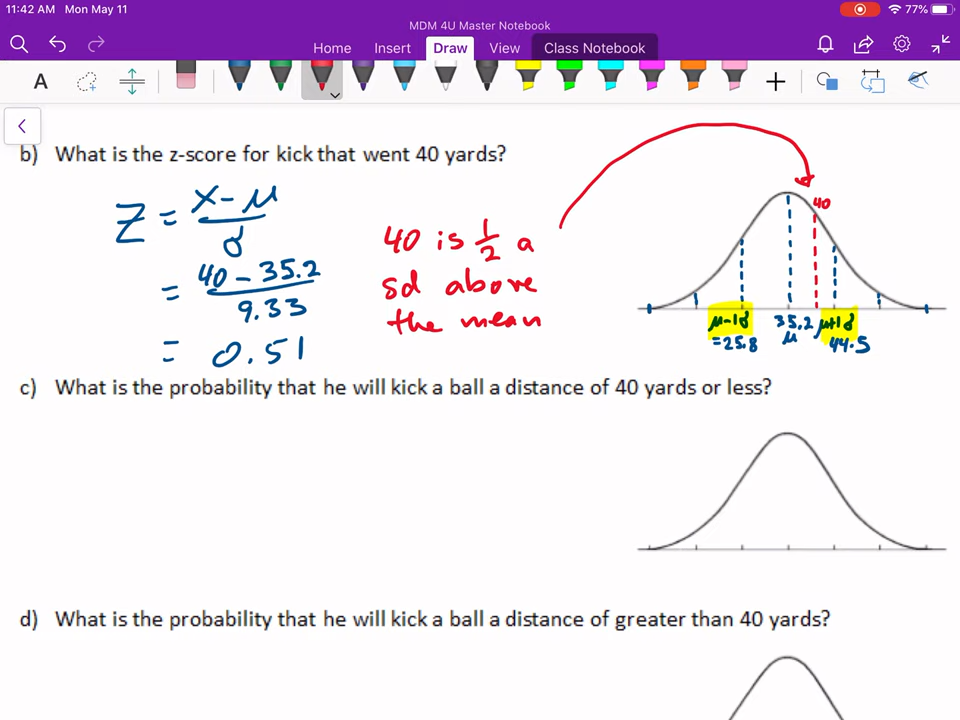 11:42 AM Mon May 11
77%
MDM 4U Master Notebook
Home Insert Draw View Class Notebook
A
b) What is the z-score for kick that went 40 yards?
Z = x - μ / σ
= 40 - 35.2 / 9.33
= 0.51
40 is 1/2 a
sd above
the mean
40
μ-1σ 35.2 μ+1σ
=25.8 μ 44.5
c) What is the probability that he will kick a ball a distance of 40 yards or less?
d) What is the probability that he will kick a ball a distance of greater than 40 yards?